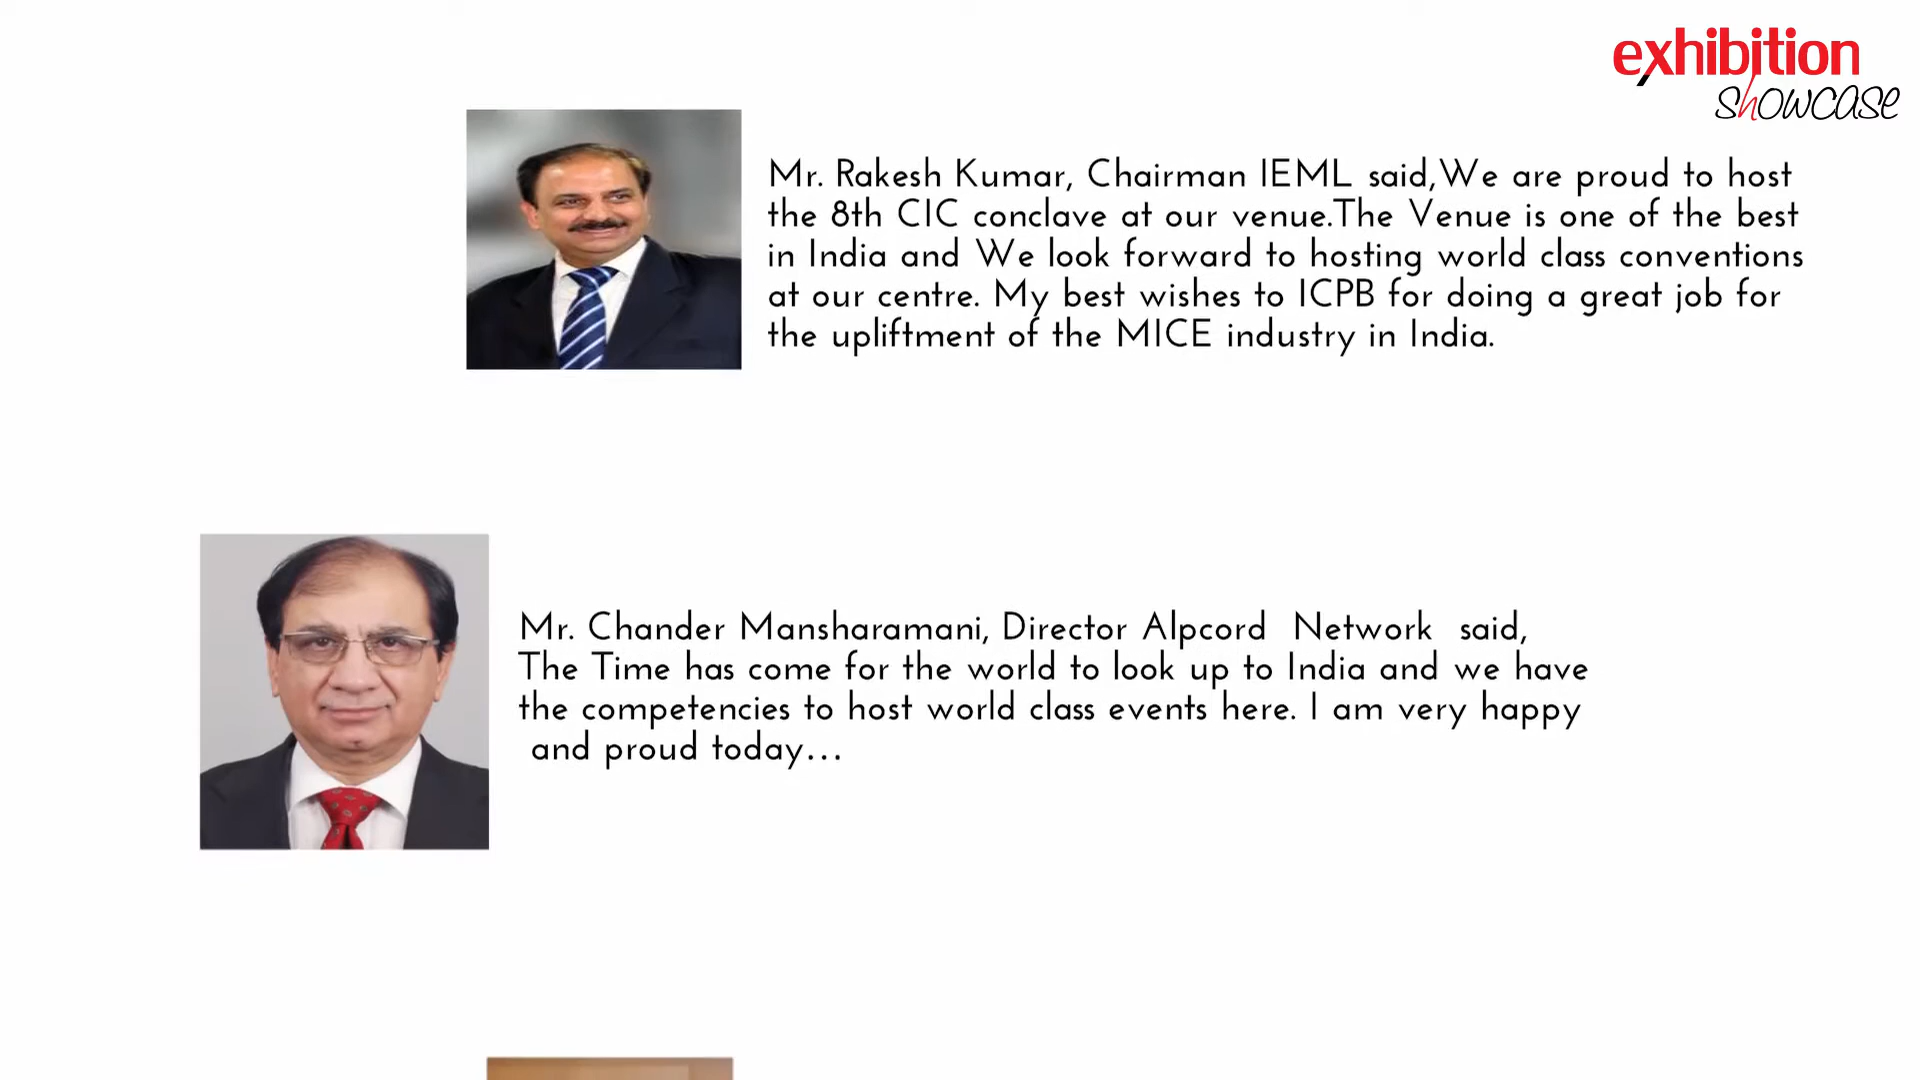 exhibition
showcase
Mr. Rakesh Kumar, Chairman IEML said,We are proud to host
the 8th CIC conclave at our venue.The Venue is one of the best
in India and We look forward to hosting world class conventions
at our centre. My best wishes to ICPB for doing a great job for
the upliftment of the MICE industry in India.
Mr. Chander Mansharamani, Director Alpcord Network said,
The Time has come for the world to look up to India and we have
the competencies to host world class events here. I am very happy
and proud today...